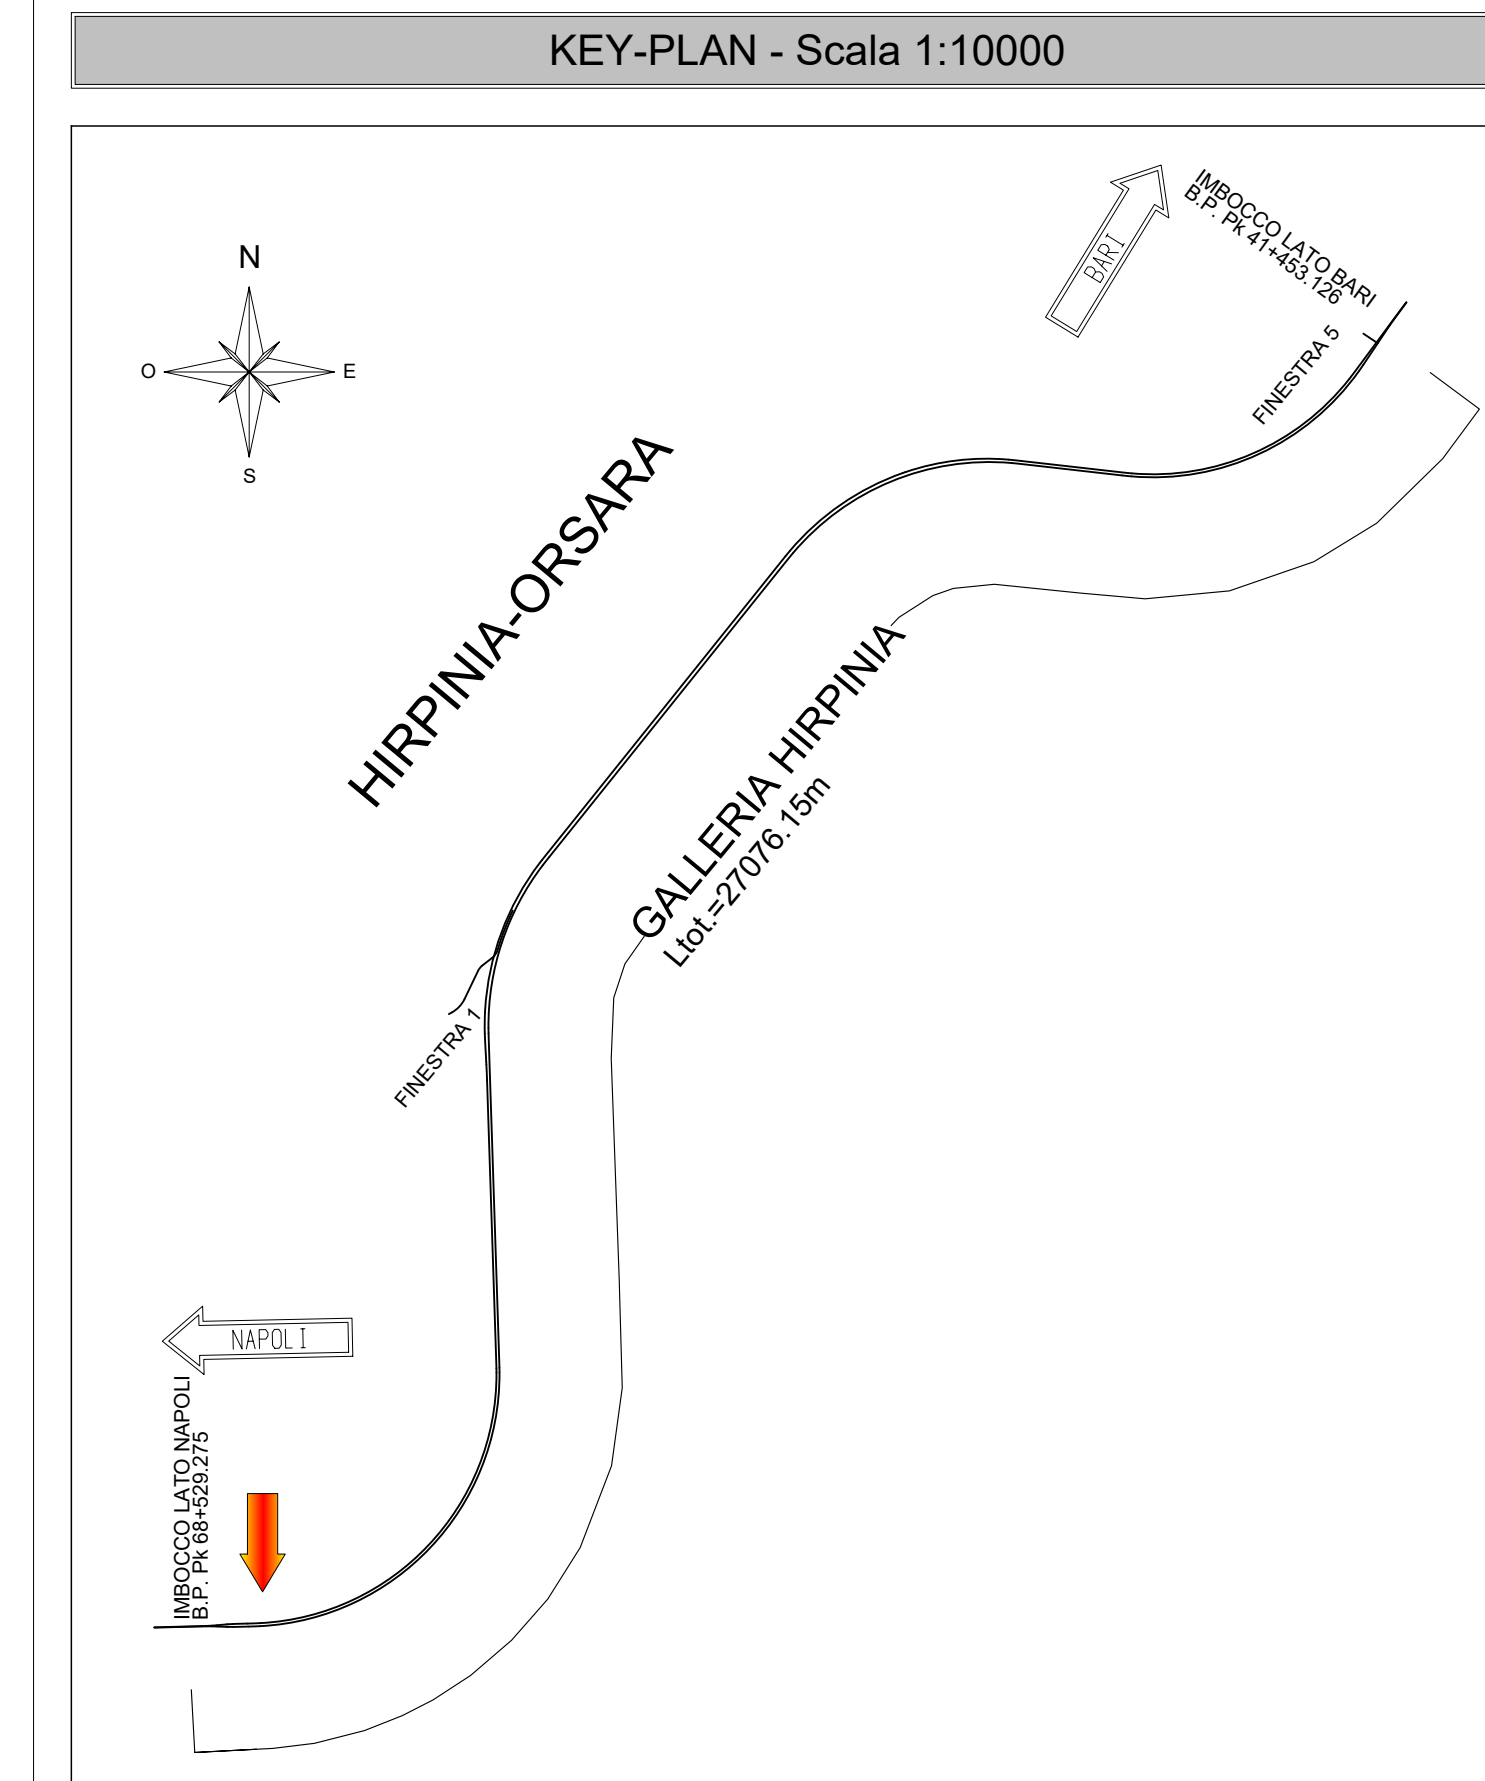 KEY-PLAN - Scala 1:10000
BARI
IMBOCCO LATO BARI
B.P. Pk 41+453.126
N
O
E
S
FINESTRA 5
HIRPINIA-ORSARA
GALLERIA HIRPINIA
Ltot.=27076.15m
FINESTRA 1
NAPOLI
IMBOCCO LATO NAPOLI
B.P. Pk 68+529.275